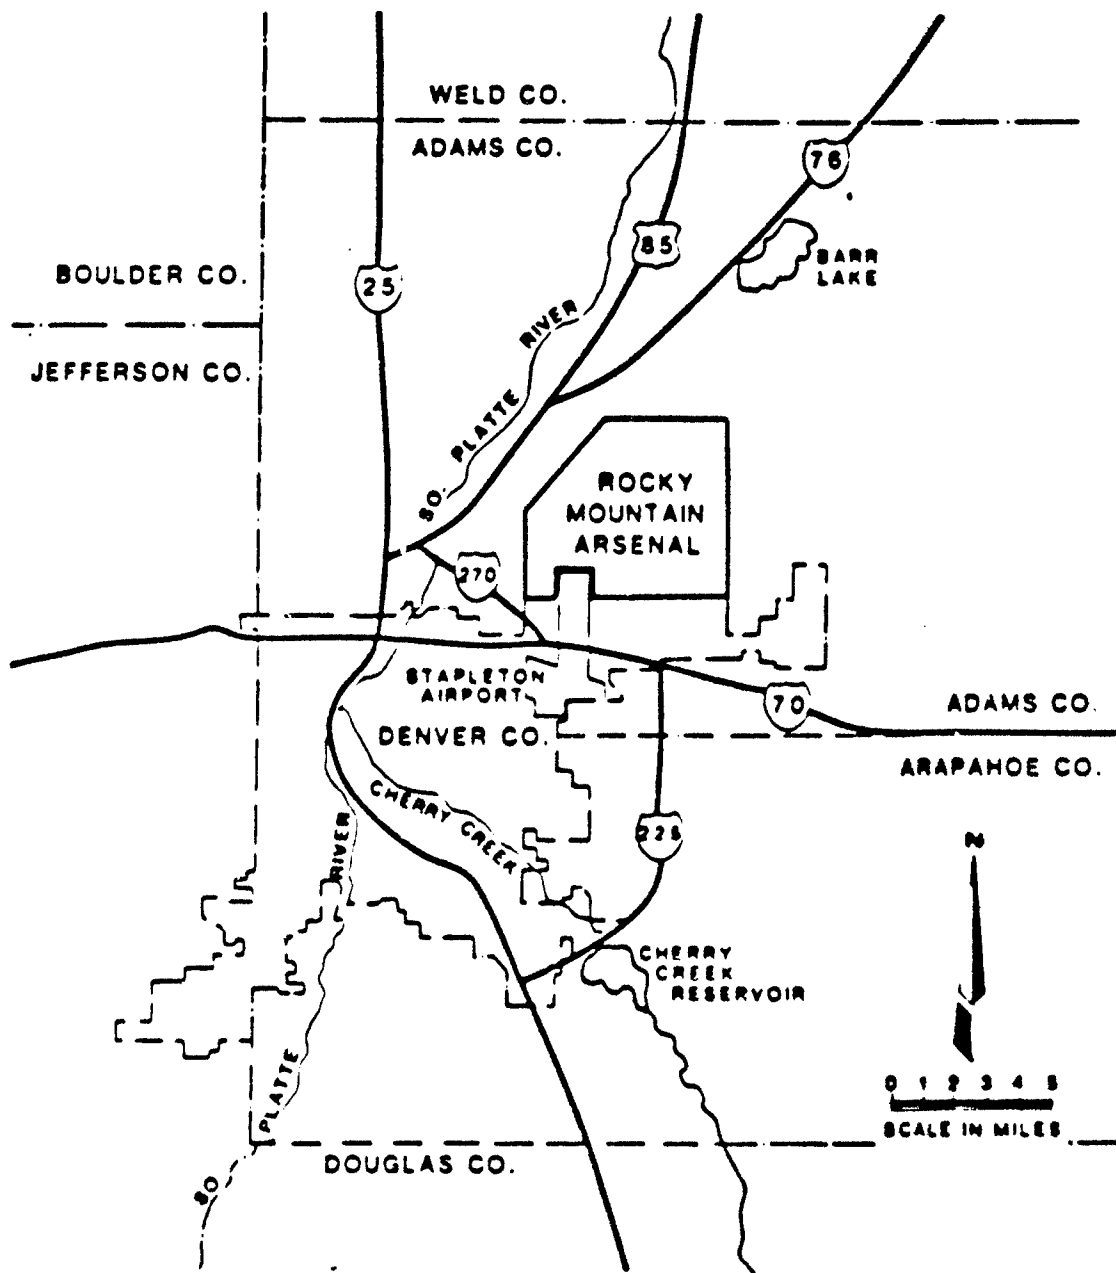 WELD CO.
ADAMS CO.
76
85
BARR
LAKE
BOULDER CO.
25
JEFFERSON CO.
SO. PLATTE RIVER
ROCKY
MOUNTAIN
ARSENAL
270
STAPLETON
AIRPORT
70
ADAMS CO.
DENVER CO.
ARAPAHOE CO.
CHERRY CREEK
225
N
CHERRY
CREEK
RESERVOIR
SO. PLATTE RIVER
0 1 2 3 4 5
SCALE IN MILES
DOUGLAS CO.